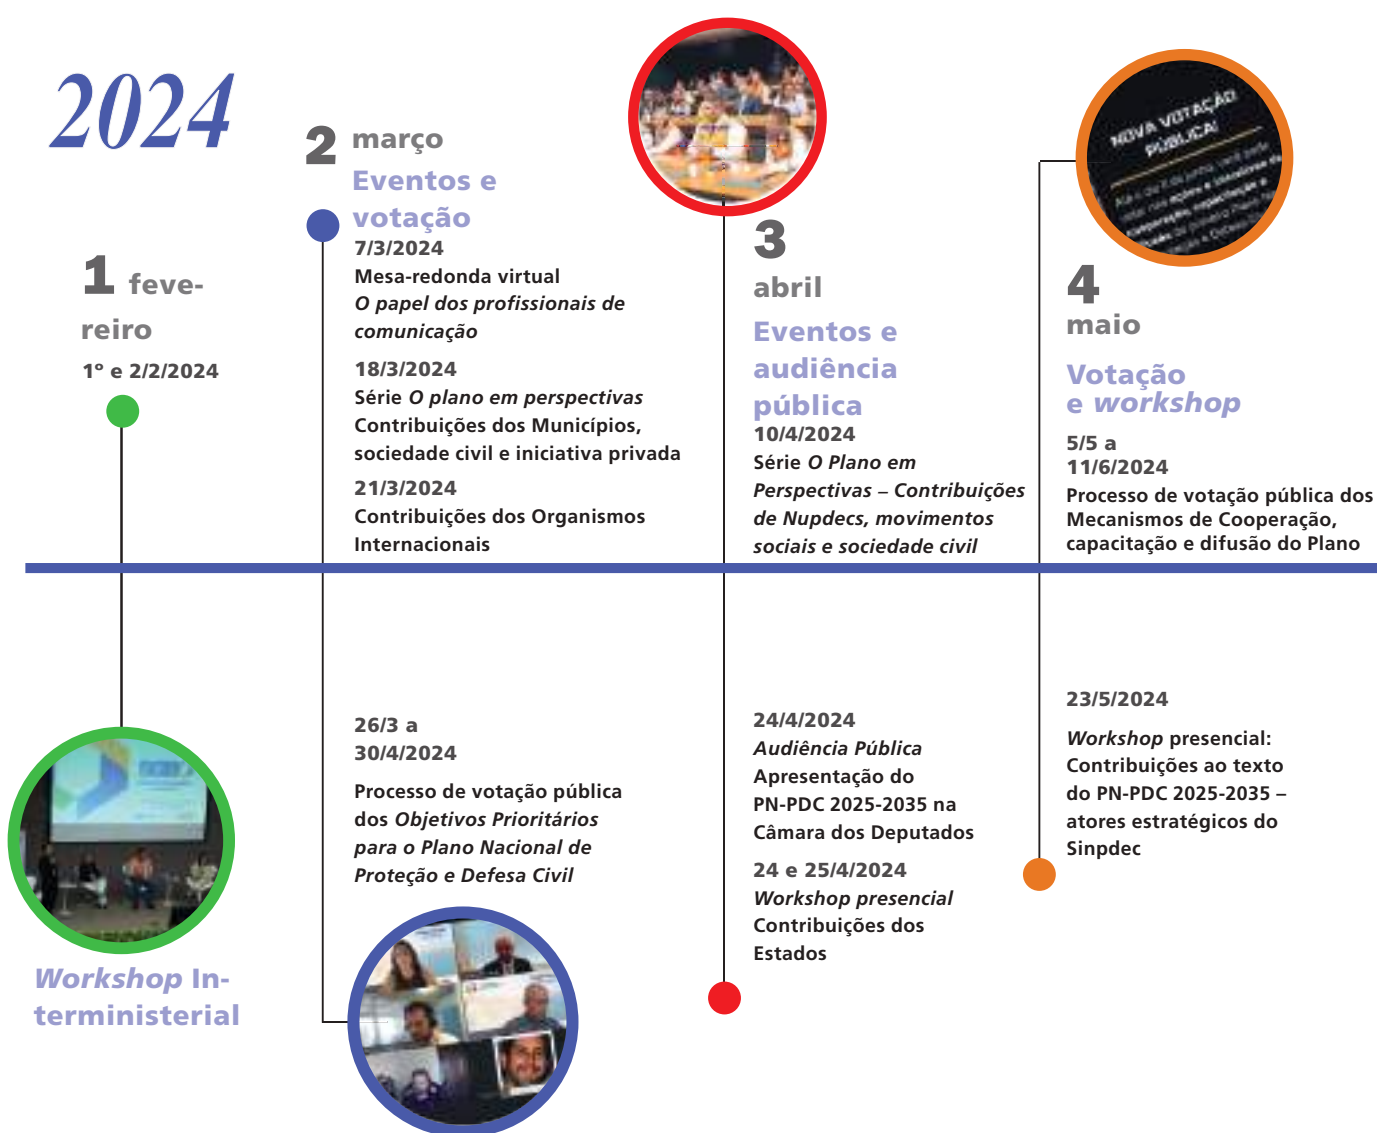 2024
1 feve-
reiro
1º e 2/2/2024
Workshop In-
terministerial
2 março
Eventos e
votação
7/3/2024
Mesa-redonda virtual
O papel dos profissionais de
comunicação
18/3/2024
Série O plano em perspectivas
Contribuições dos Municípios,
sociedade civil e iniciativa privada
21/3/2024
Contribuições dos Organismos
Internacionais
26/3 a
30/4/2024
Processo de votação pública
dos Objetivos Prioritários
para o Plano Nacional de
Proteção e Defesa Civil
3
abril
Eventos e
audiência
pública
10/4/2024
Série O Plano em
Perspectivas – Contribuições
de Nupdecs, movimentos
sociais e sociedade civil
24/4/2024
Audiência Pública
Apresentação do
PN-PDC 2025-2035 na
Câmara dos Deputados
24 e 25/4/2024
Workshop presencial
Contribuições dos
Estados
NOVA VOTAÇÃO
PÚBLICA!
4
maio
Votação
e workshop
5/5 a
11/6/2024
Processo de votação pública dos
Mecanismos de Cooperação,
capacitação e difusão do Plano
23/5/2024
Workshop presencial:
Contribuições ao texto
do PN-PDC 2025-2035 –
atores estratégicos do
Sinpdec